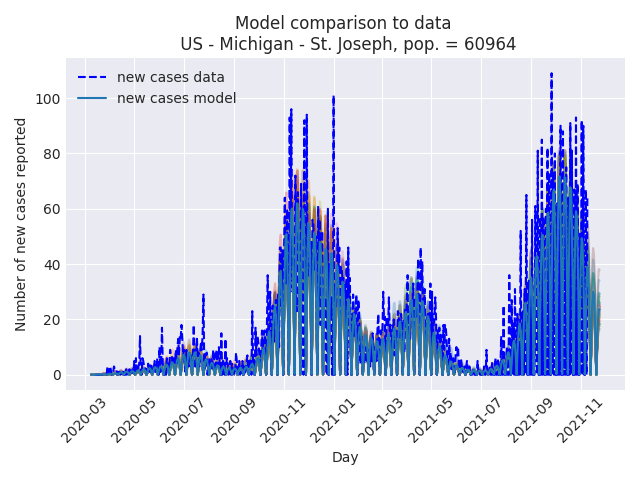 Model comparison to data
US - Michigan - St. Joseph, pop. = 60964
new cases data
new cases model
Number of new cases reported
100
80
60
40
20
0
2020-03
2020-05
2020-07
2020-09
2020-11
2021-01
2021-03
2021-05
2021-07
2021-09
2021-11
Day